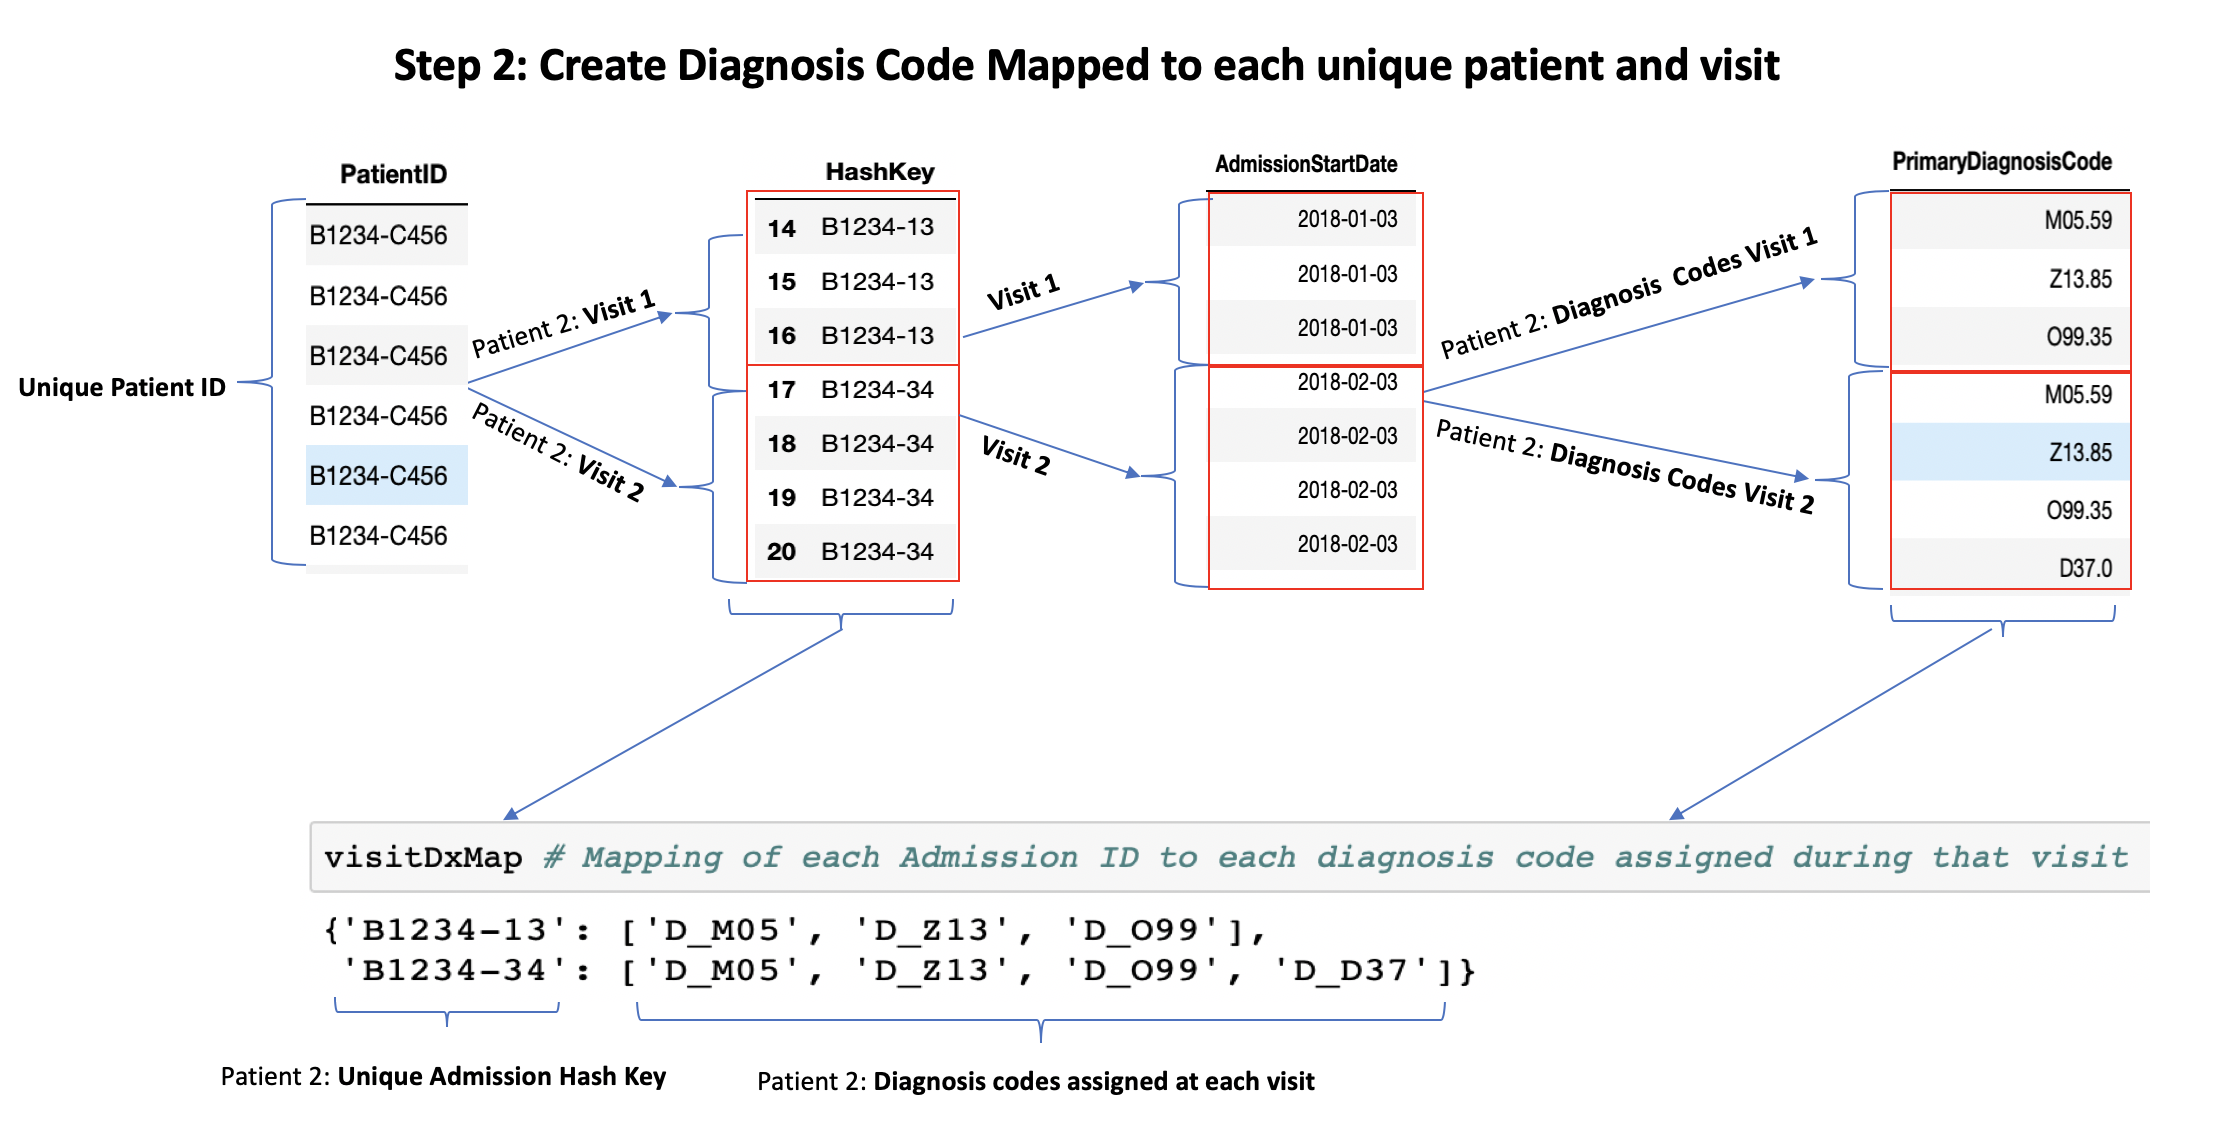 Step 2: Create Diagnosis Code Mapped to each unique patient and visit
Unique Patient ID
PatientID
B1234-C456
B1234-C456
B1234-C456
B1234-C456
B1234-C456
B1234-C456
Patient 2: Visit 1
Patient 2: Visit 2
HashKey
14 B1234-13
15 B1234-13
16 B1234-13
17 B1234-34
18 B1234-34
19 B1234-34
20 B1234-34
Visit 1
Visit 2
AdmissionStartDate
2018-01-03
2018-01-03
2018-01-03
2018-02-03
2018-02-03
2018-02-03
2018-02-03
Patient 2: Diagnosis Codes Visit 1
Patient 2: Diagnosis Codes Visit 2
PrimaryDiagnosisCode
M05.59
Z13.85
O99.35
M05.59
Z13.85
O99.35
D37.0
visitDxMap # Mapping of each Admission ID to each diagnosis code assigned during that visit
{'B1234-13': ['D_M05', 'D_Z13', 'D_O99'],
'B1234-34': ['D_M05', 'D_Z13', 'D_O99', 'D_D37']}
Patient 2: Unique Admission Hash Key
Patient 2: Diagnosis codes assigned at each visit